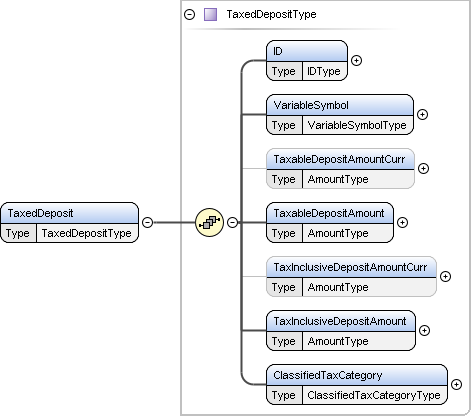 TaxedDepositType
ID
Type IDType
VariableSymbol
Type VariableSymbolType
TaxableDepositAmountCurr
Type AmountType
TaxedDeposit
Type TaxedDepositType
TaxableDepositAmount
Type AmountType
TaxInclusiveDepositAmountCurr
Type AmountType
TaxInclusiveDepositAmount
Type AmountType
ClassifiedTaxCategory
Type ClassifiedTaxCategoryType